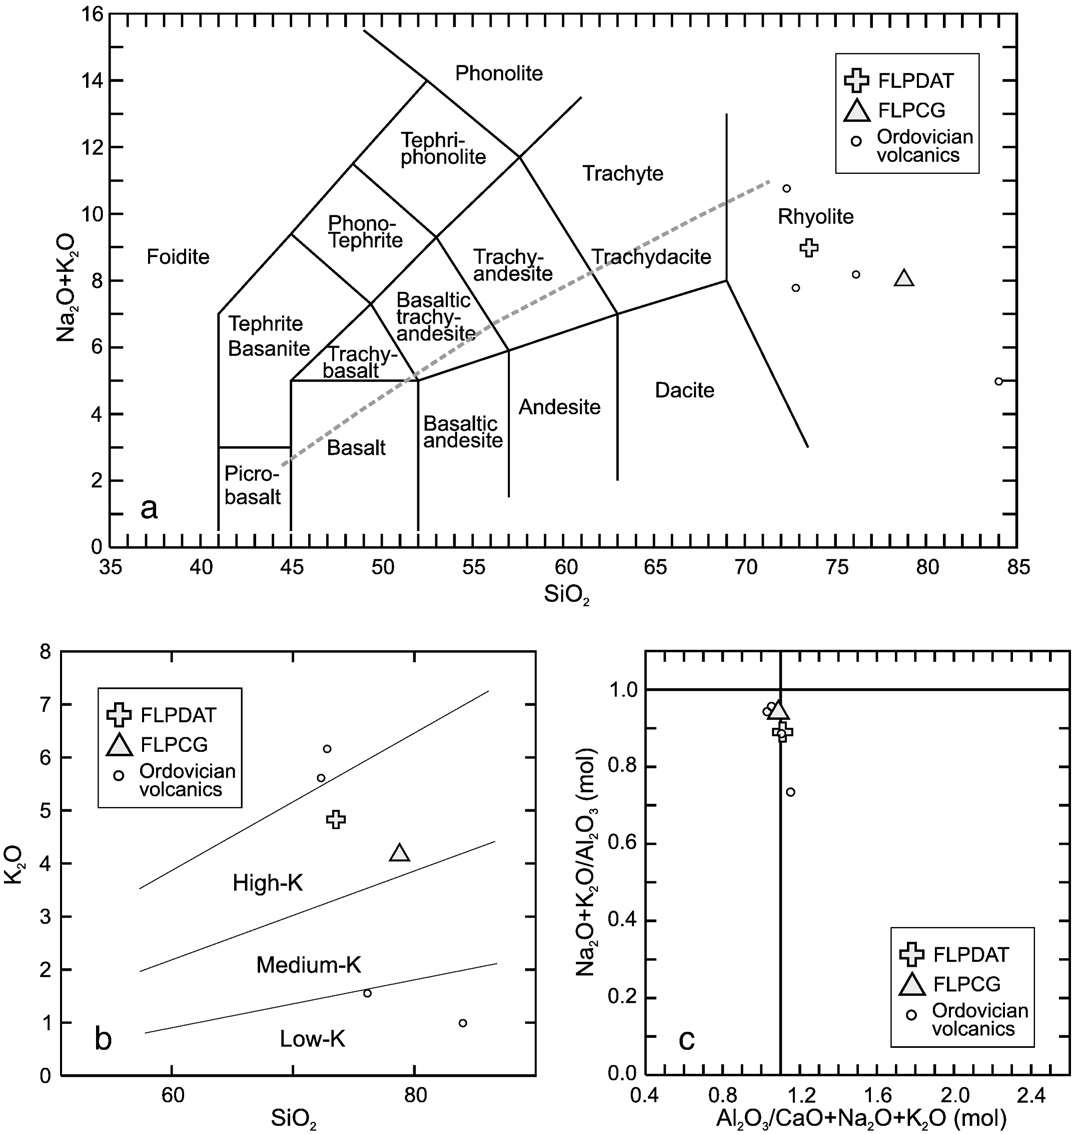 16
14
12
10
8
6
4
2
0
Na₂O+K₂O
Phonolite
FLPDAT
FLPCG
Ordovician
volcanics
Tephri-
phonolite
Trachyte
Rhyolite
Phono-
Tephrite
Foidite
Trachy-
andesite
Trachydacite
Basaltic
trachy-
andesite
Tephrite
Basanite
Trachy-
basalt
Dacite
Andesite
Basaltic
andesite
Basalt
Picro-
basalt
a
35 40 45 50 55 60 65 70 75 80 85
SiO₂
8
7
6
5
4
3
2
1
0
K₂O
FLPDAT
FLPCG
Ordovician
volcanics
High-K
Medium-K
Low-K
b
60 80
SiO₂
1.0
0.8
0.6
0.4
0.2
0.0
Na₂O+K₂O/Al₂O₃ (mol)
FLPDAT
FLPCG
Ordovician
volcanics
c
0.4 0.8 1.2 1.6 2.0 2.4
Al₂O₃/CaO+Na₂O+K₂O (mol)